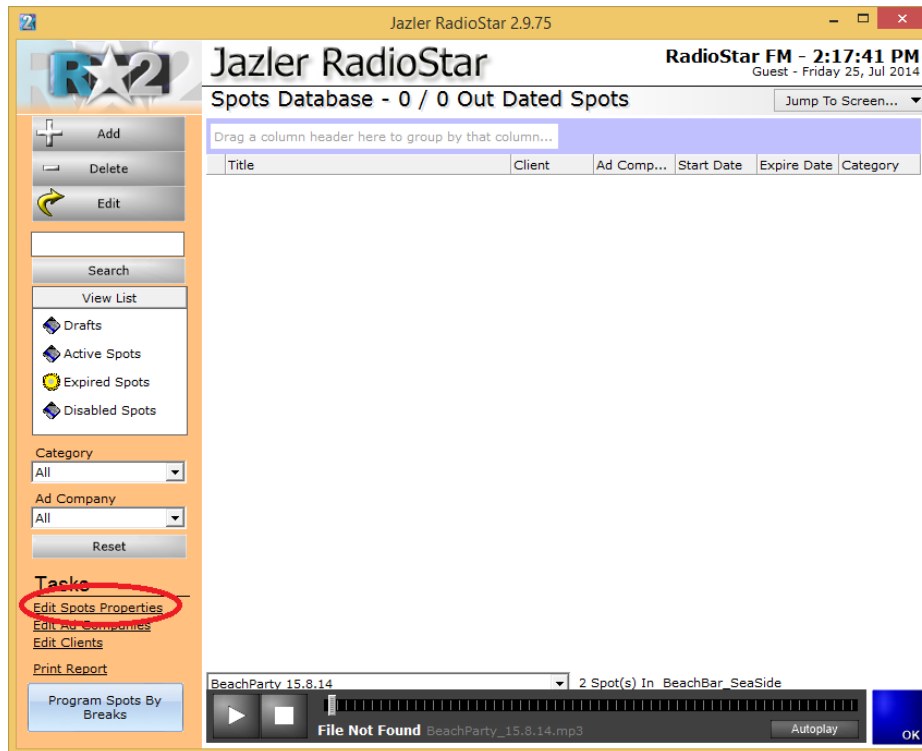 2
Jazler RadioStar 2.9.75
R 2
Jazler RadioStar
RadioStar FM - 2:17:41 PM
Guest - Friday 25, Jul 2014
Spots Database - 0 / 0 Out Dated Spots
Jump To Screen...
Add
Delete
Edit
Search
View List
Drafts
Active Spots
Expired Spots
Disabled Spots
Category
All
Ad Company
All
Reset
Tasks
Edit Spots Properties
Edit Ad Companies
Edit Clients
Print Report
Program Spots By
Breaks
Drag a column header here to group by that column...
Title Client Ad Comp... Start Date Expire Date Category
BeachParty 15.8.14 2 Spot(s) In BeachBar_SeaSide
File Not Found BeachParty_15.8.14.mp3
Autoplay
OK